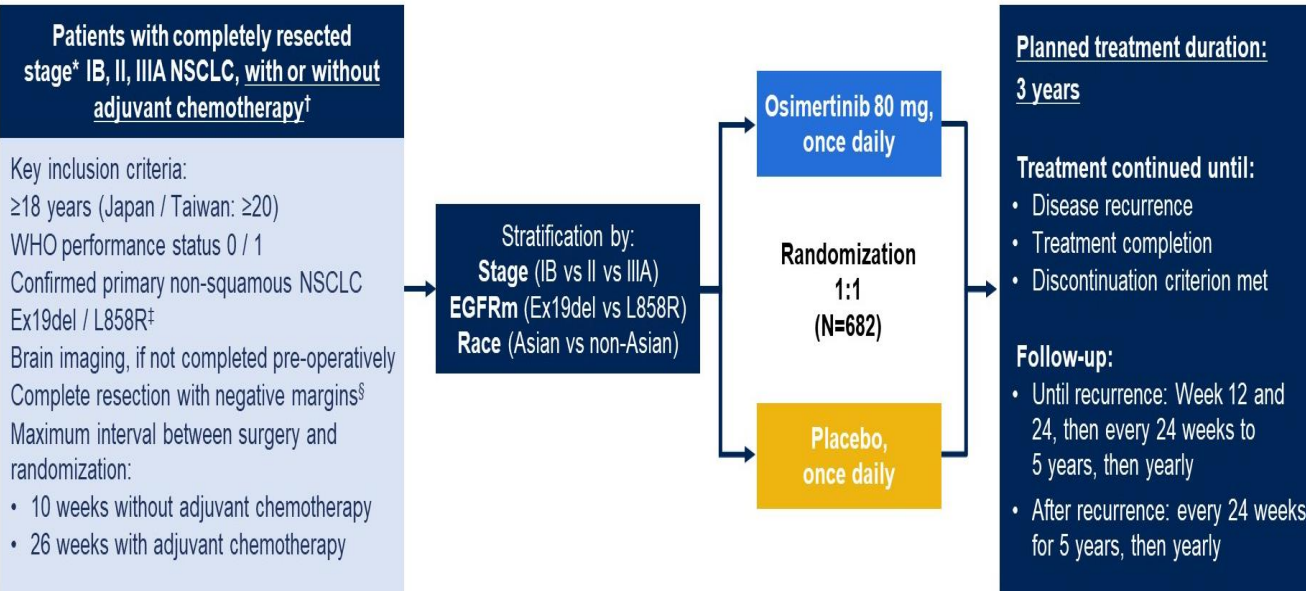 Patients with completely resected
stage* IB, II, IIIA NSCLC, with or without
adjuvant chemotherapy†
Key inclusion criteria:
≥18 years (Japan / Taiwan: ≥20)
WHO performance status 0 / 1
Confirmed primary non-squamous NSCLC
Ex19del / L858R‡
Brain imaging, if not completed pre-operatively
Complete resection with negative margins§
Maximum interval between surgery and
randomization:
• 10 weeks without adjuvant chemotherapy
• 26 weeks with adjuvant chemotherapy
Stratification by:
Stage (IB vs II vs IIIA)
EGFRm (Ex19del vs L858R)
Race (Asian vs non-Asian)
Osimertinib 80 mg,
once daily
Randomization
1:1
(N=682)
Placebo,
once daily
Planned treatment duration:
3 years
Treatment continued until:
• Disease recurrence
• Treatment completion
• Discontinuation criterion met
Follow-up:
• Until recurrence: Week 12 and
24, then every 24 weeks to
5 years, then yearly
• After recurrence: every 24 weeks
for 5 years, then yearly